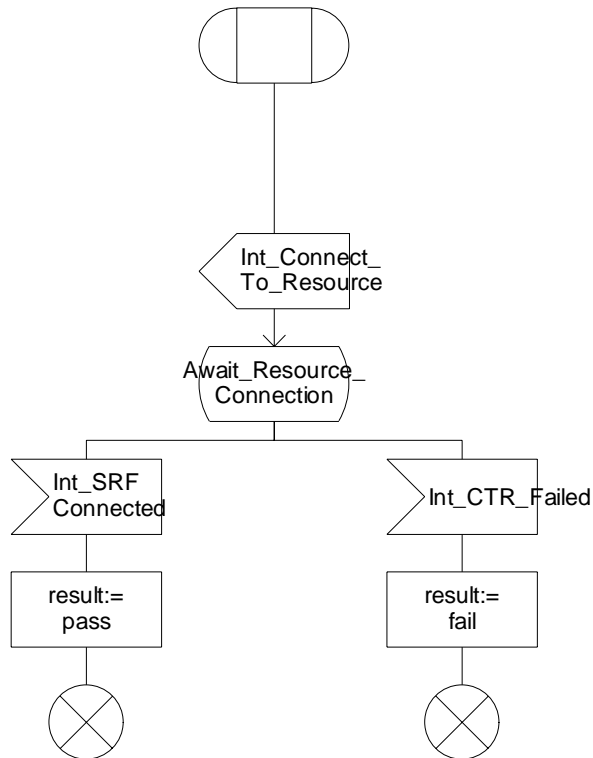 Int_Connect_
To_Resource
Await_Resource_
Connection
Int_SRF
Connected
Int_CTR_Failed
result:=
pass
result:=
fail